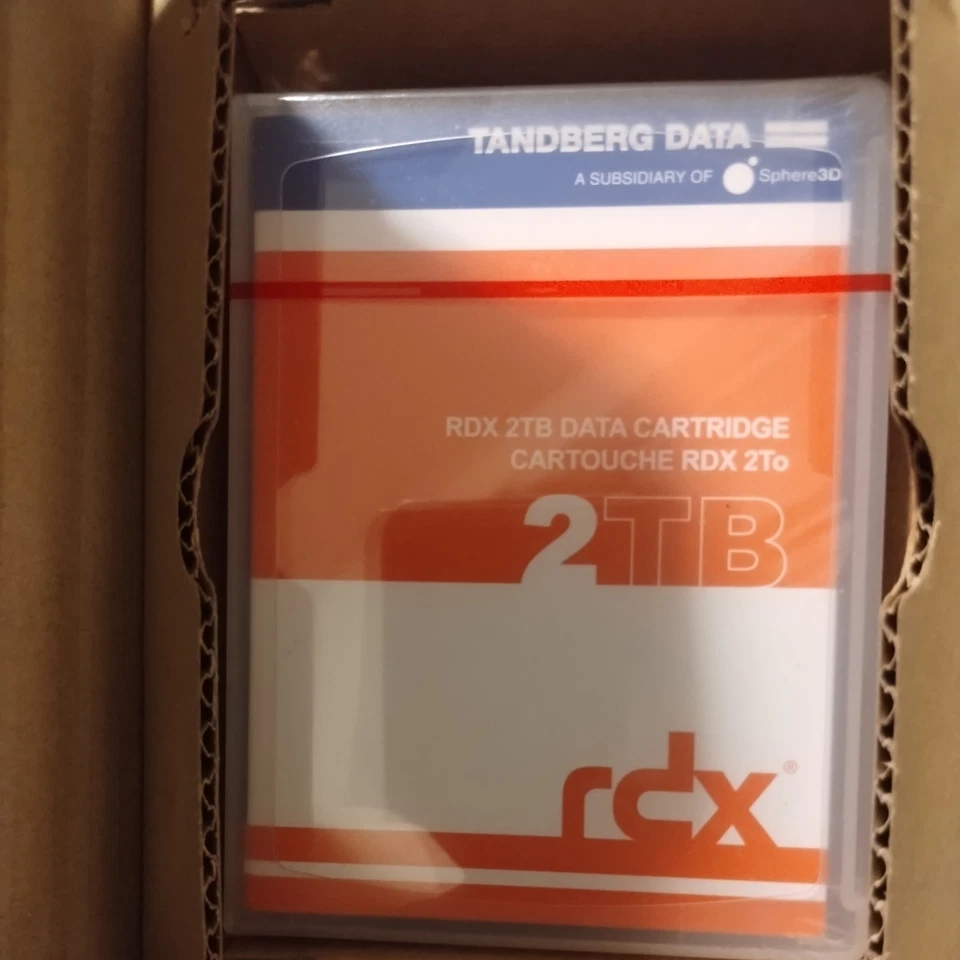 TANDBERG DATA
A SUBSIDIARY OF Sphere3D
RDX 2TB DATA CARTRIDGE
CARTOUCHE RDX 2To
2TB
rdx®